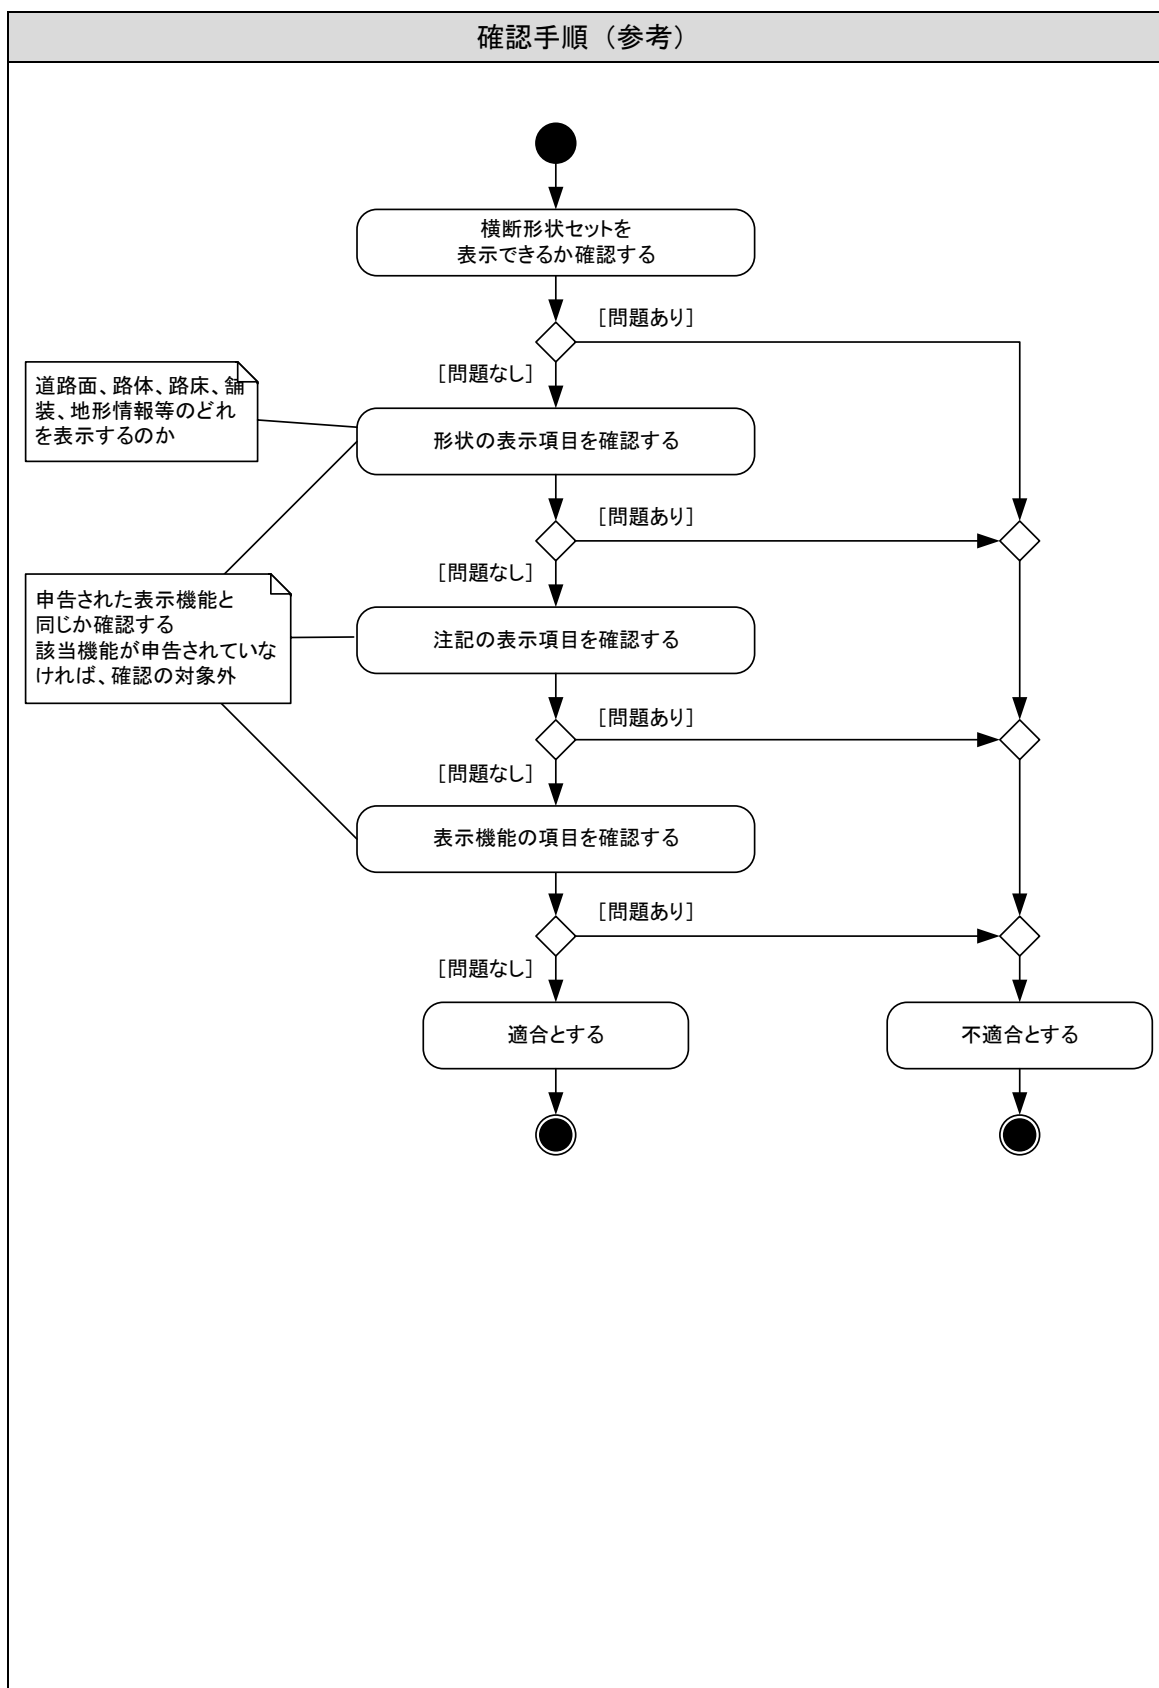 確認手順（参考）
横断形状セットを
表示できるか確認する
［問題あり］
［問題なし］
道路面、路体、路床、舗
装、地形情報等のどれ
を表示するのか
形状の表示項目を確認する
［問題あり］
［問題なし］
申告された表示機能と
同じか確認する
該当機能が申告されていな
ければ、確認の対象外
注記の表示項目を確認する
［問題あり］
［問題なし］
表示機能の項目を確認する
［問題あり］
［問題なし］
適合とする
不適合とする